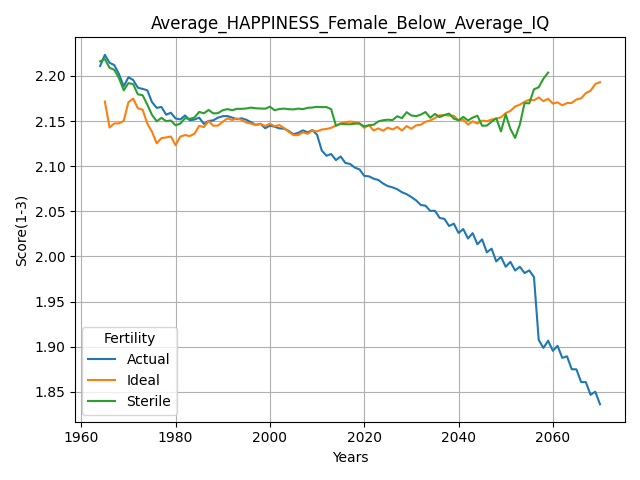 Average_HAPPINESS_Female_Below_Average_IQ
Score(1-3)
2.20
2.15
2.10
2.05
2.00
1.95
1.90
1.85
Fertility
Actual
Ideal
Sterile
1960 1980 2000 2020 2040 2060
Years